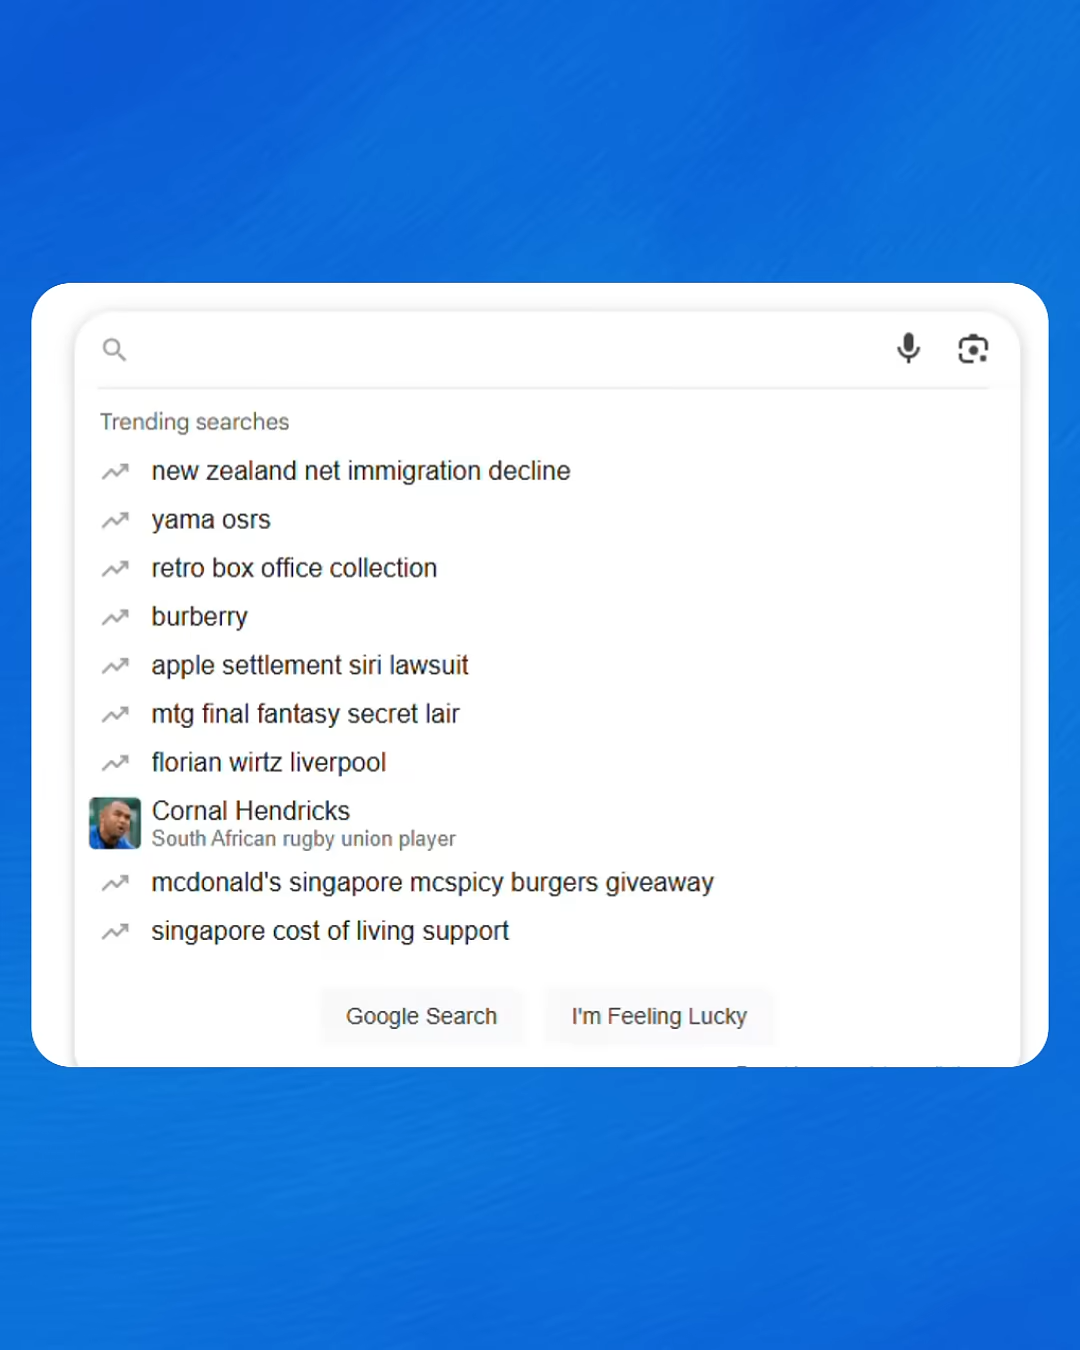 Trending searches
new zealand net immigration decline
yama osrs
retro box office collection
burberry
apple settlement siri lawsuit
mtg final fantasy secret lair
florian wirtz liverpool
Cornal Hendricks
South African rugby union player
mcdonald's singapore mcspicy burgers giveaway
singapore cost of living support
Google Search
I'm Feeling Lucky